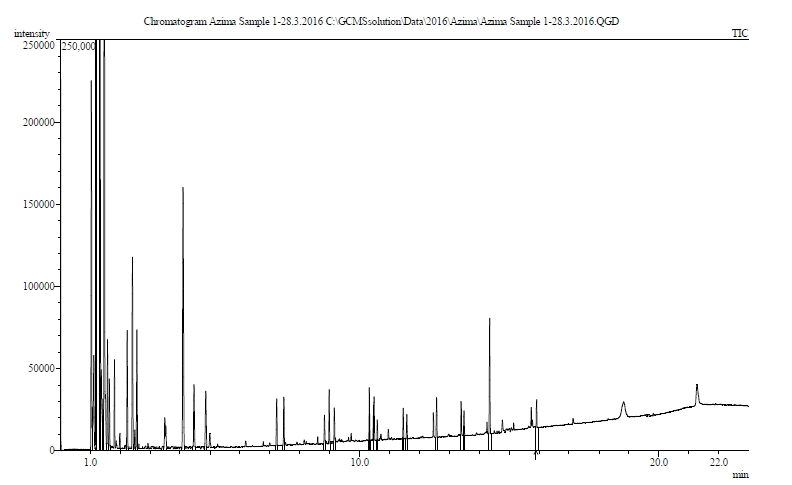 Chromatogram Azima Sample 1-28.3.2016 C:\GCMSsolution\Data\2016\Azima\Azima Sample 1-28.3.2016.QGD
intensity
TIC
250000
250,000
200000
150000
100000
50000
0
1.0
10.0
20.0
22.0
min